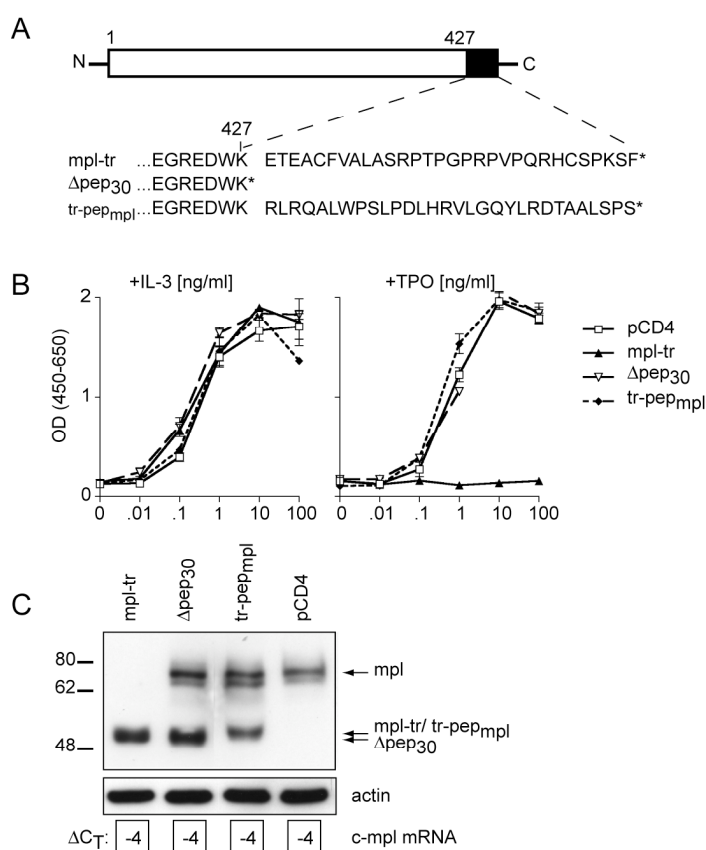 A
1 427
N C
427
mpl-tr ...EGREDWK ETEACFVALASRPTPGPRPVPQRHCSPKSF*
Δpep30 ...EGREDWK*
tr-pepmpl ...EGREDWK RLRQALWPSLPDLHRVLGQYLRDTAALSPS*
B
+IL-3 [ng/ml] +TPO [ng/ml]
2
1
0
OD (450-650)
0 .01 .1 1 10 100
0 .01 .1 1 10 100
pCD4
mpl-tr
Δpep30
tr-pepmpl
C
mpl-tr Δpep30 tr-pepmpl pCD4
80
62
48
mpl
mpl-tr/ tr-pepmpl
Δpep30
actin
ΔCT: -4 -4 -4 -4 c-mpl mRNA